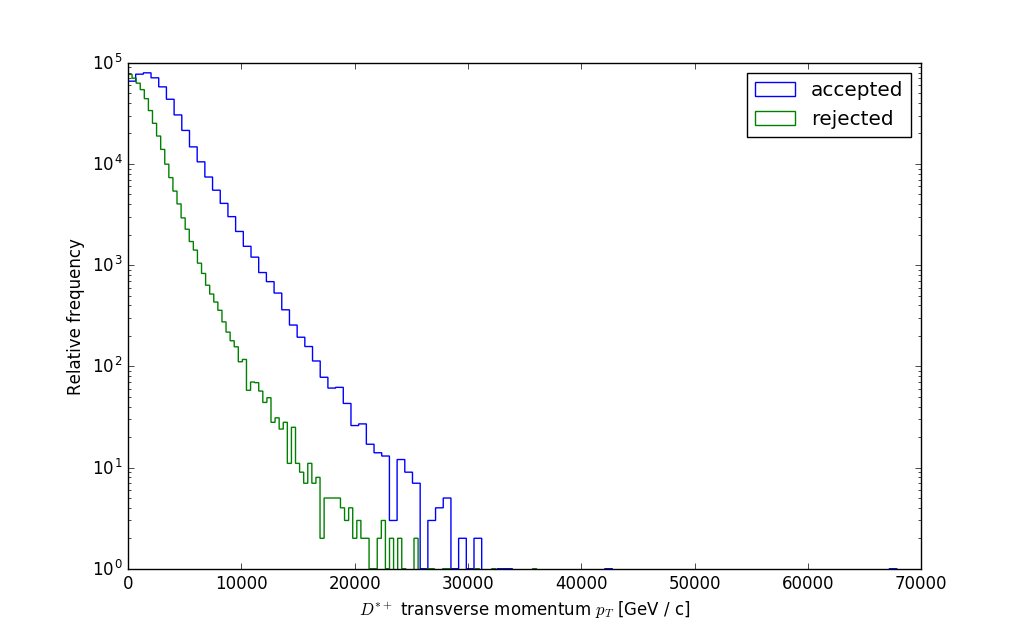 accepted
rejected
Relative frequency
10^5
10^4
10^3
10^2
10^1
10^0
0 10000 20000 30000 40000 50000 60000 70000
D*+ transverse momentum p_T [GeV / c]